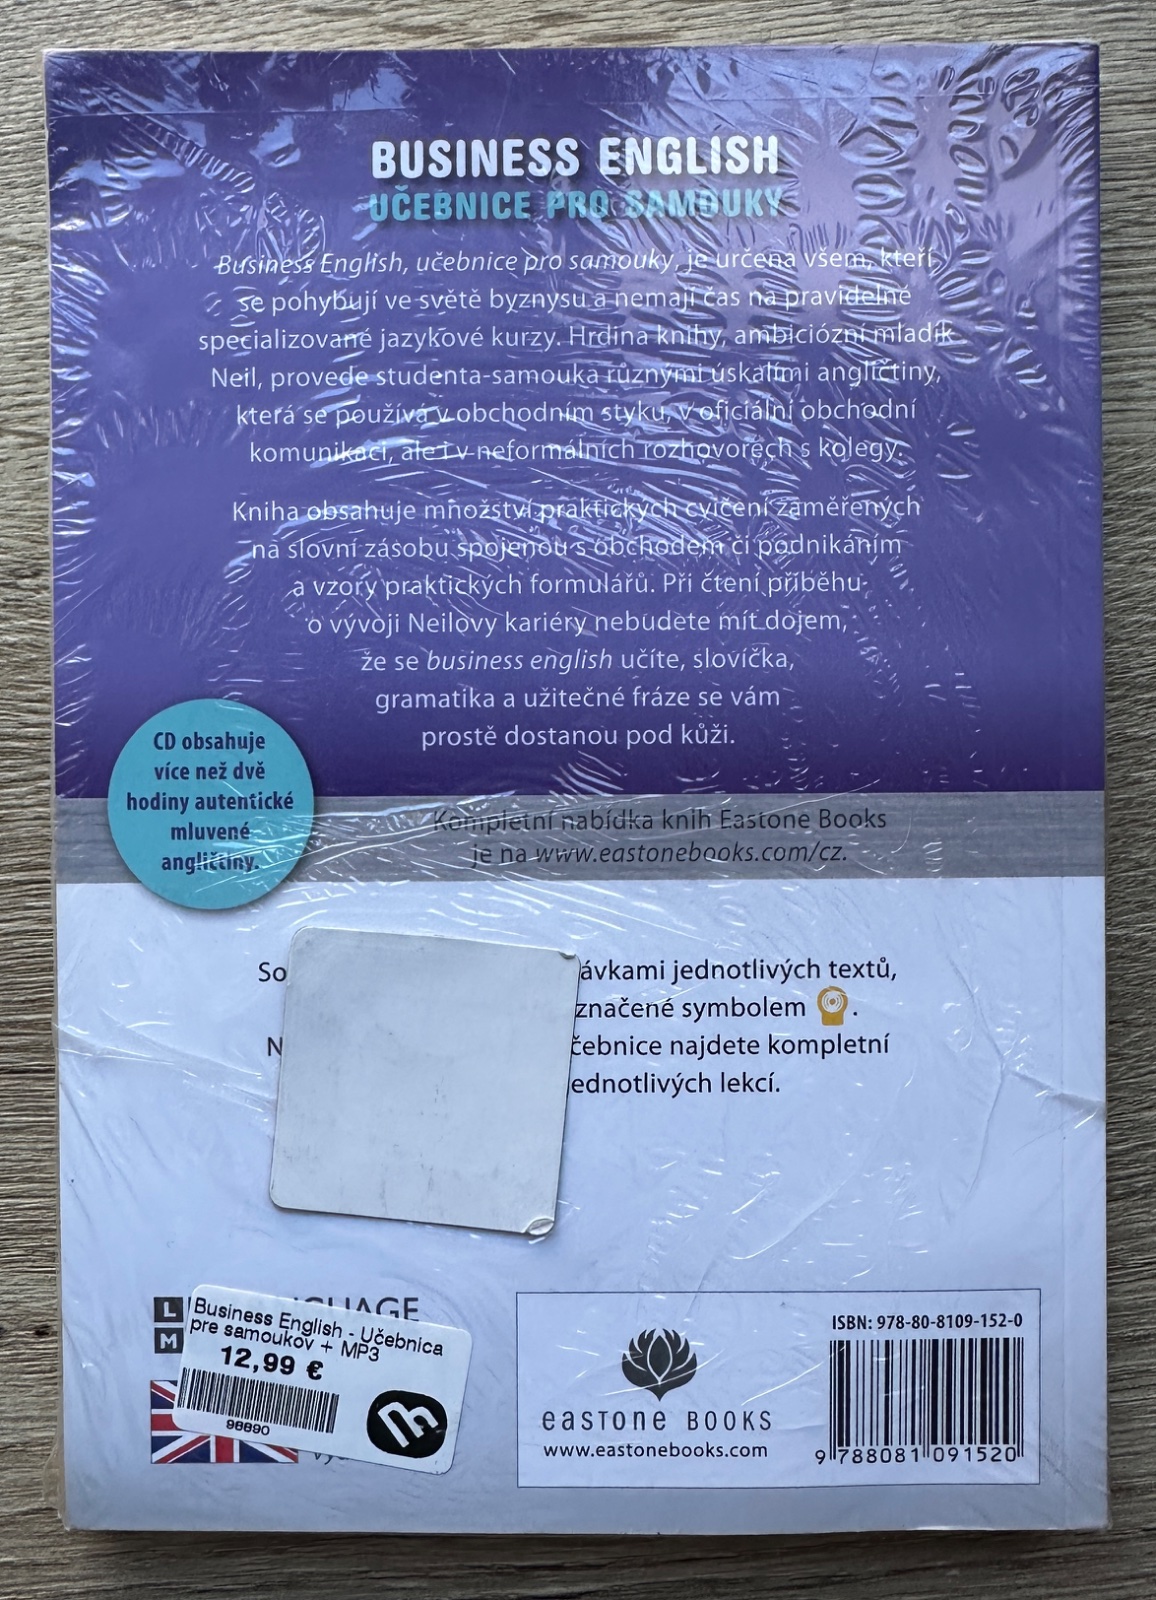 BUSINESS ENGLISH
UČEBNICE PRO SAMOUKY
Business English, učebnice pro samouky, je určena všem, kteří
se pohybují ve světě byznysu a nemají čas na pravidelné
specializované jazykové kurzy. Hrdina knihy, ambiciózní mladík
Neil, provede studenta-samouka různými úskalími angličtiny,
která se používá v obchodním styku, v oficiální obchodní
komunikaci, ale i v neformálních rozhovorech s kolegy.
Kniha obsahuje množství praktických cvičení zaměřených
na slovní zásobu spojenou s obchodem či podnikáním
a vzory praktických formulářů. Při čtení příběhu
o vývoji Neilovy kariéry nebudete mít dojem,
že se business english učíte, slovíčka,
gramatika a užitečné fráze se vám
prostě dostanou pod kůži.
CD obsahuje
více než dvě
hodiny autentické
mluvené
angličtiny.
Kompletní nabídka knih Eastone Books
je na www.eastonebooks.com/cz.
So ávkami jednotlivých textů,
značené symbolem .
N čebnice najdete kompletní
ednotlivých lekcí.
L GUAGE
M
Business English - Učebnica
pre samoukov + MP3
12,99 €
98890
ISBN: 978-80-8109-152-0
eastone BOOKS
www.eastonebooks.com
9 788081 091520